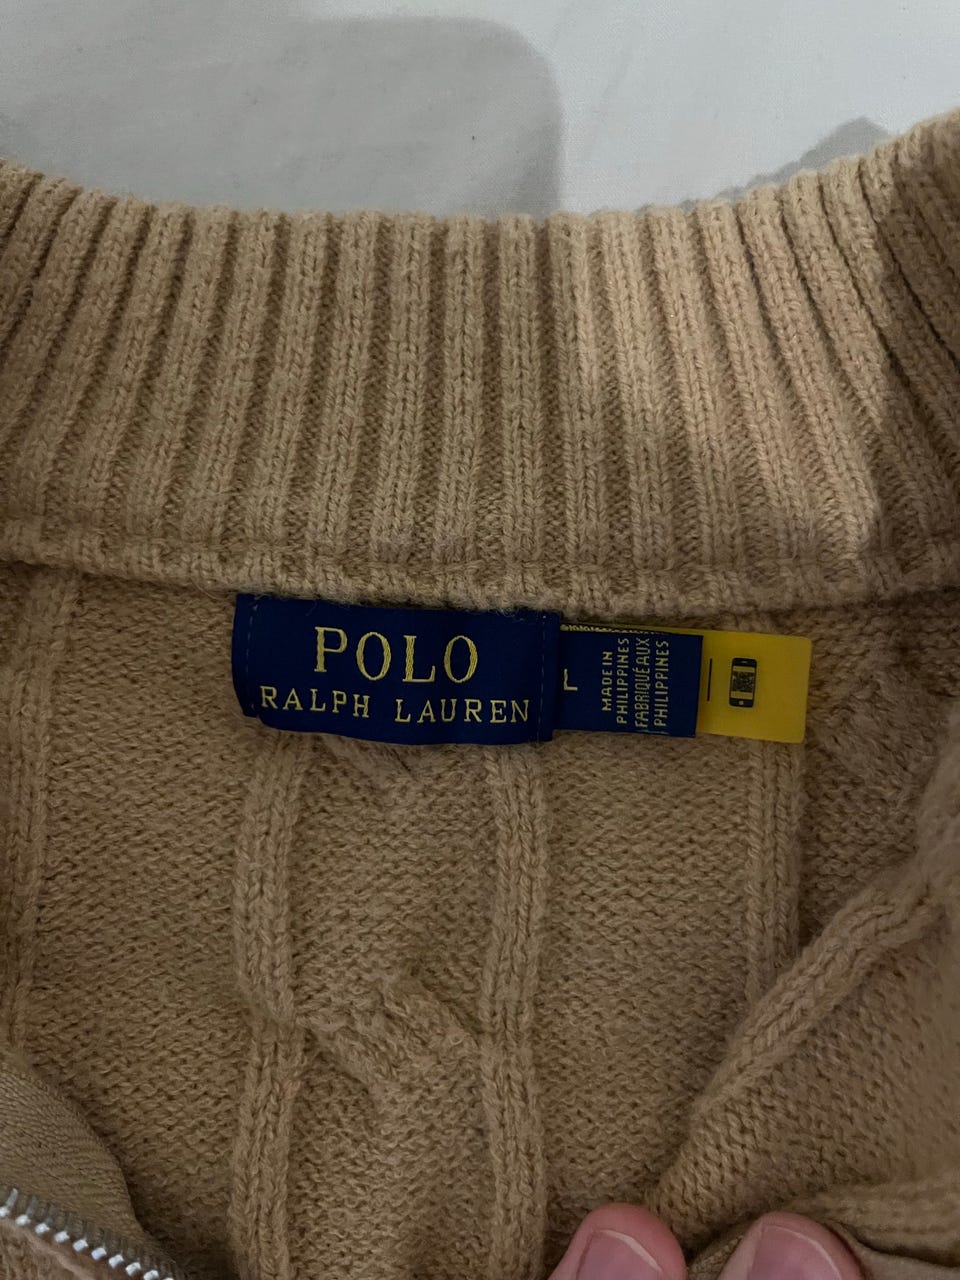 POLO
RALPH LAUREN
L
MADE IN
PHILIPPINES
FABRIQUÉ AUX
PHILIPPINES